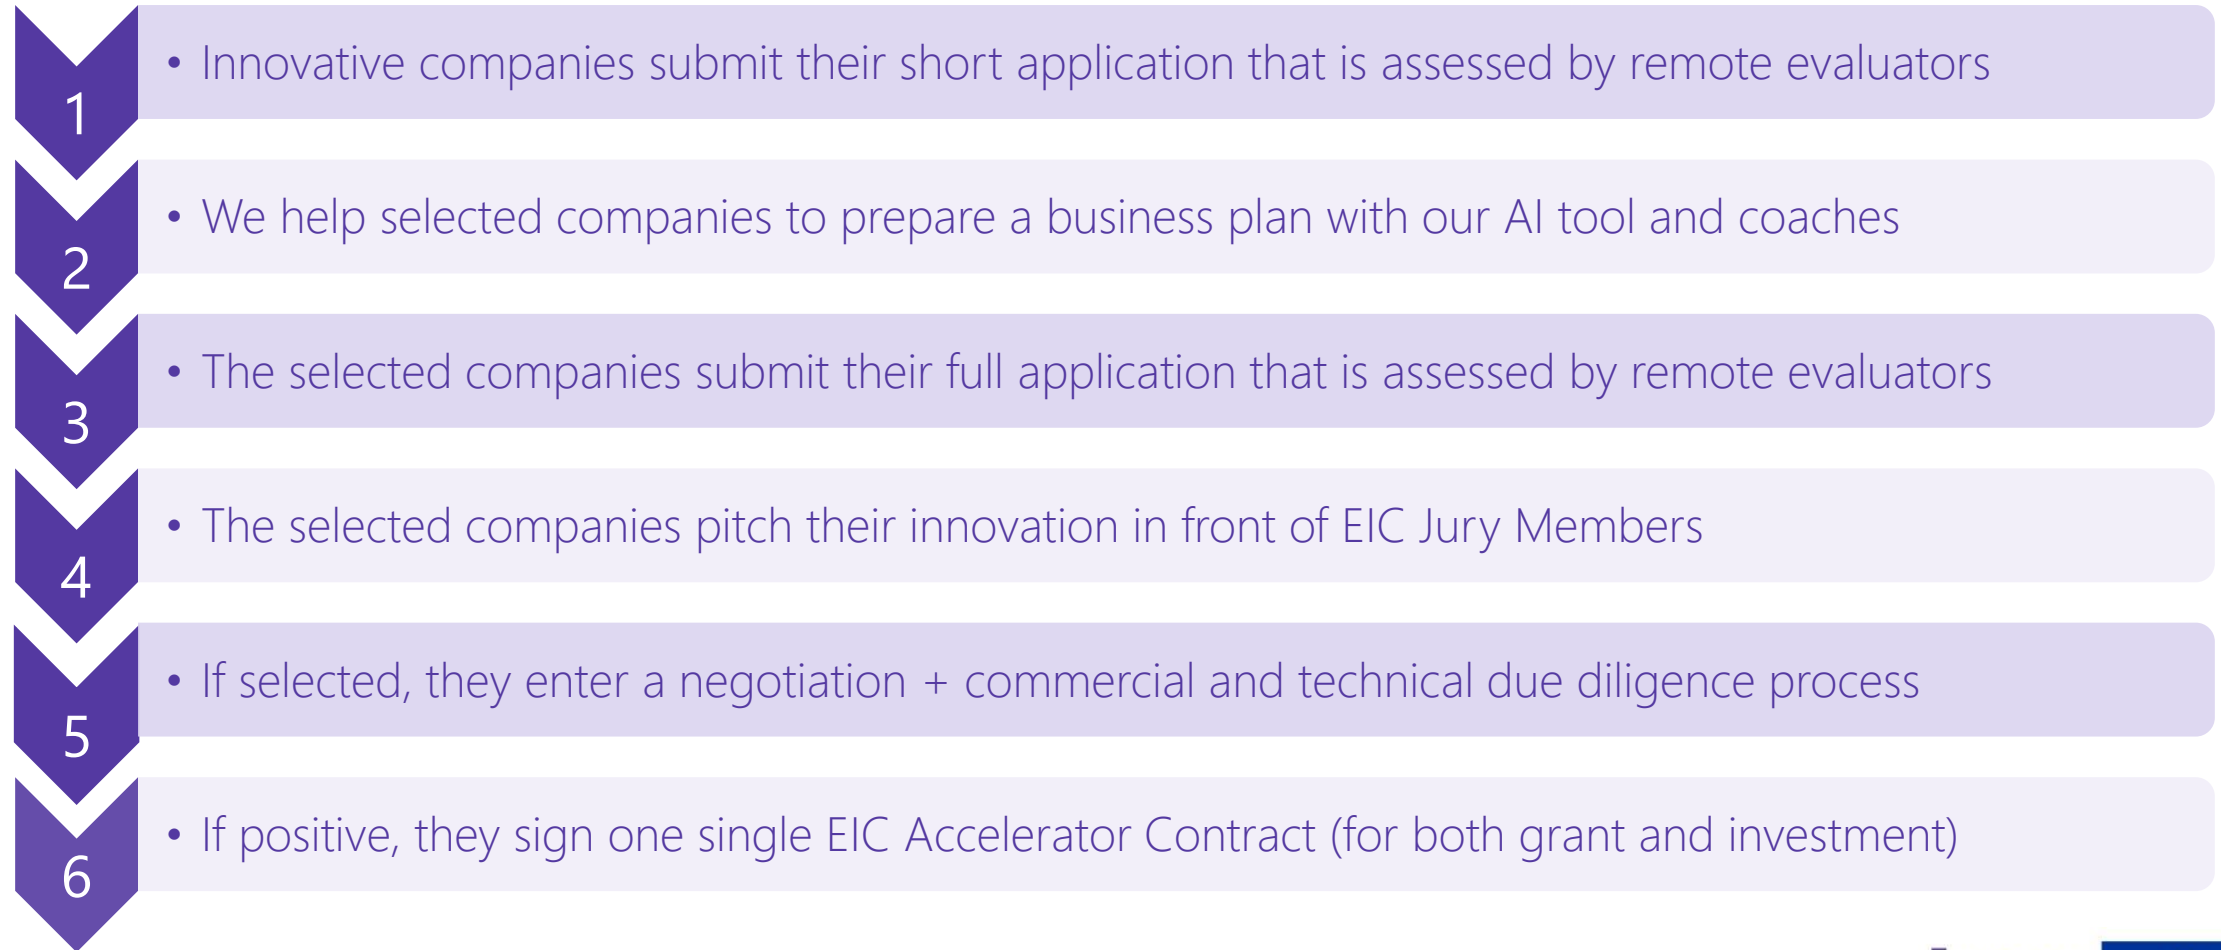 1
• Innovative companies submit their short application that is assessed by remote evaluators
2
• We help selected companies to prepare a business plan with our AI tool and coaches
3
• The selected companies submit their full application that is assessed by remote evaluators
4
• The selected companies pitch their innovation in front of EIC Jury Members
5
• If selected, they enter a negotiation + commercial and technical due diligence process
6
• If positive, they sign one single EIC Accelerator Contract (for both grant and investment)